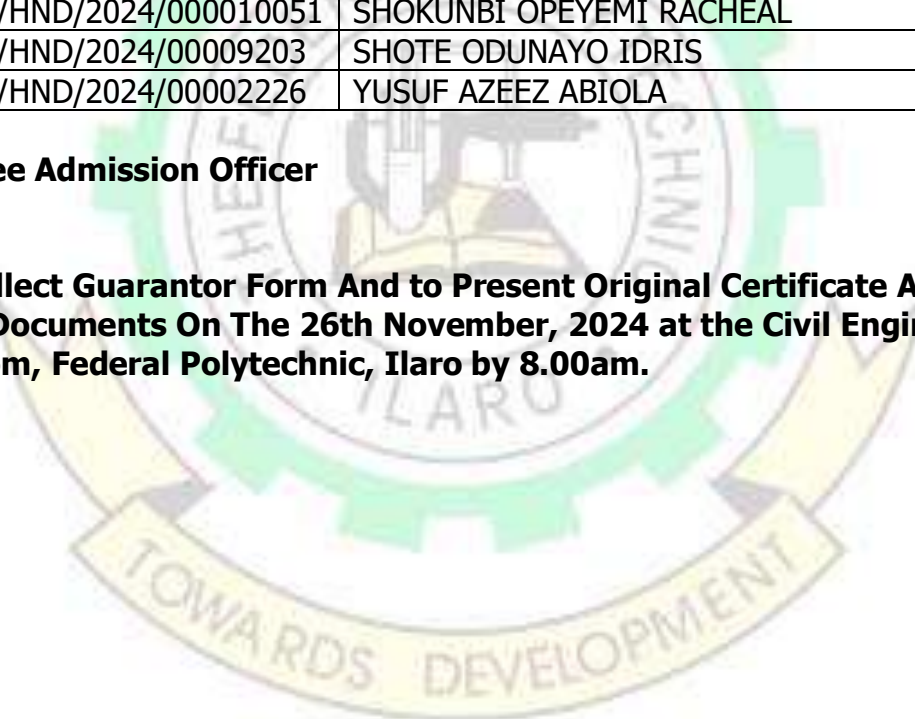 /HND/2024/000010051 SHOKUNBI OPEYEMI RACHEAL
/HND/2024/00009203 SHOTE ODUNAYO IDRIS
/HND/2024/00002226 YUSUF AZEEZ ABIOLA
ee Admission Officer
llect Guarantor Form And to Present Original Certificate A
Documents On The 26th November, 2024 at the Civil Engi
m, Federal Polytechnic, Ilaro by 8.00am.
ILARO
TOWARDS DEVELOPMENT